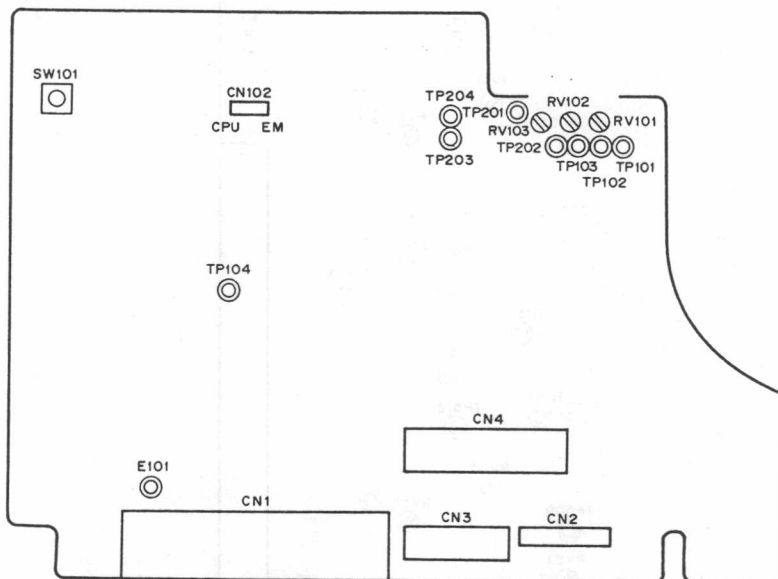 SW101
CN102
CPU EM
TP204
TP201
TP203
RV102
RV103
RV101
TP202
TP103
TP101
TP102
TP104
CN4
E101
CN1
CN3
CN2